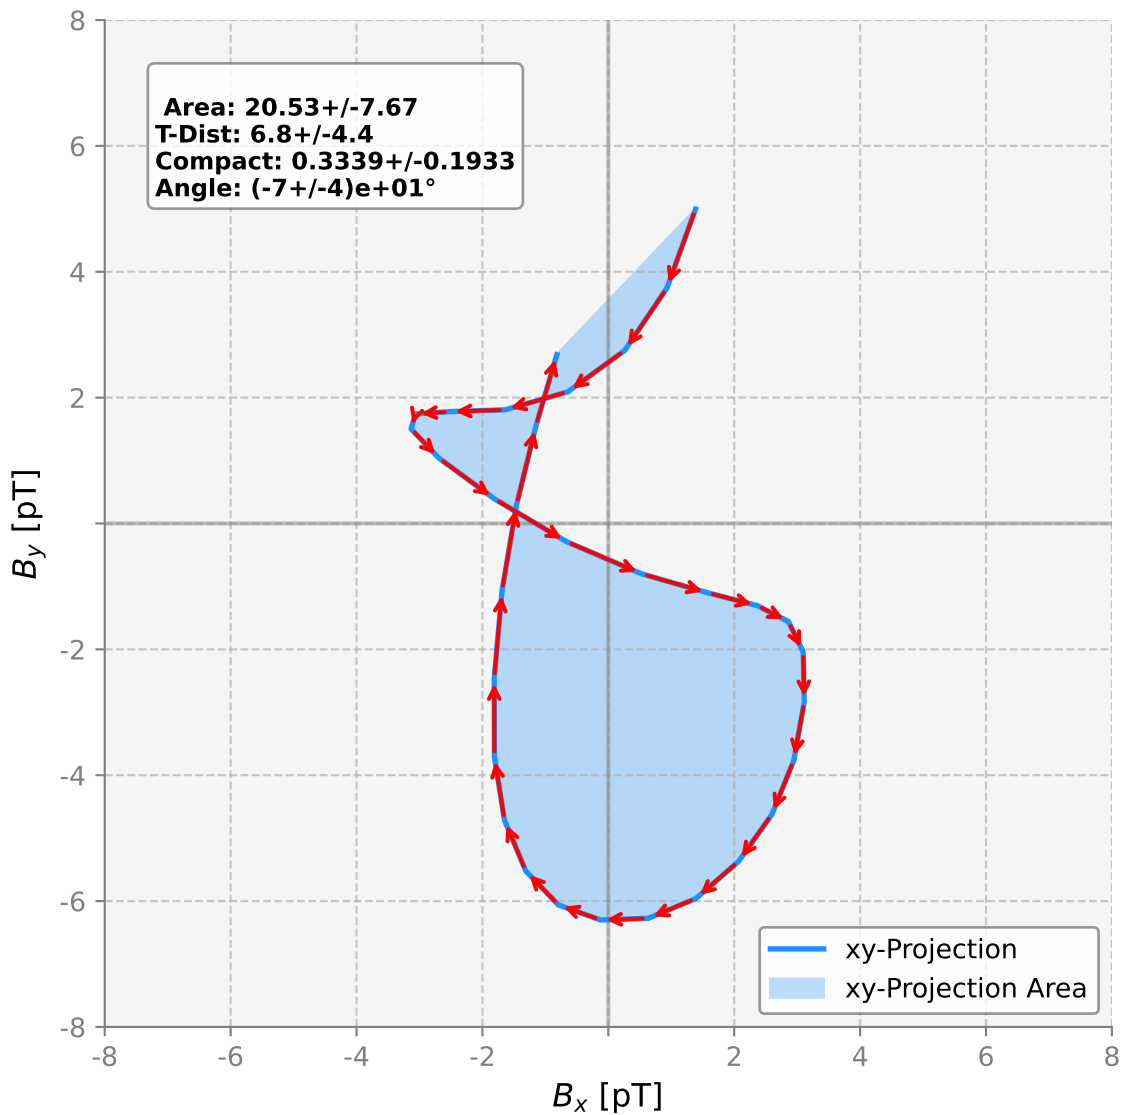 8
Area: 20.53+/-7.67
T-Dist: 6.8+/-4.4
Compact: 0.3339+/-0.1933
Angle: (-7+/-4)e+01°
6
4
2
-2
-4
-6
-8
B_y [pT]
xy-Projection
xy-Projection Area
-8 -6 -4 -2 2 4 6 8
B_x [pT]